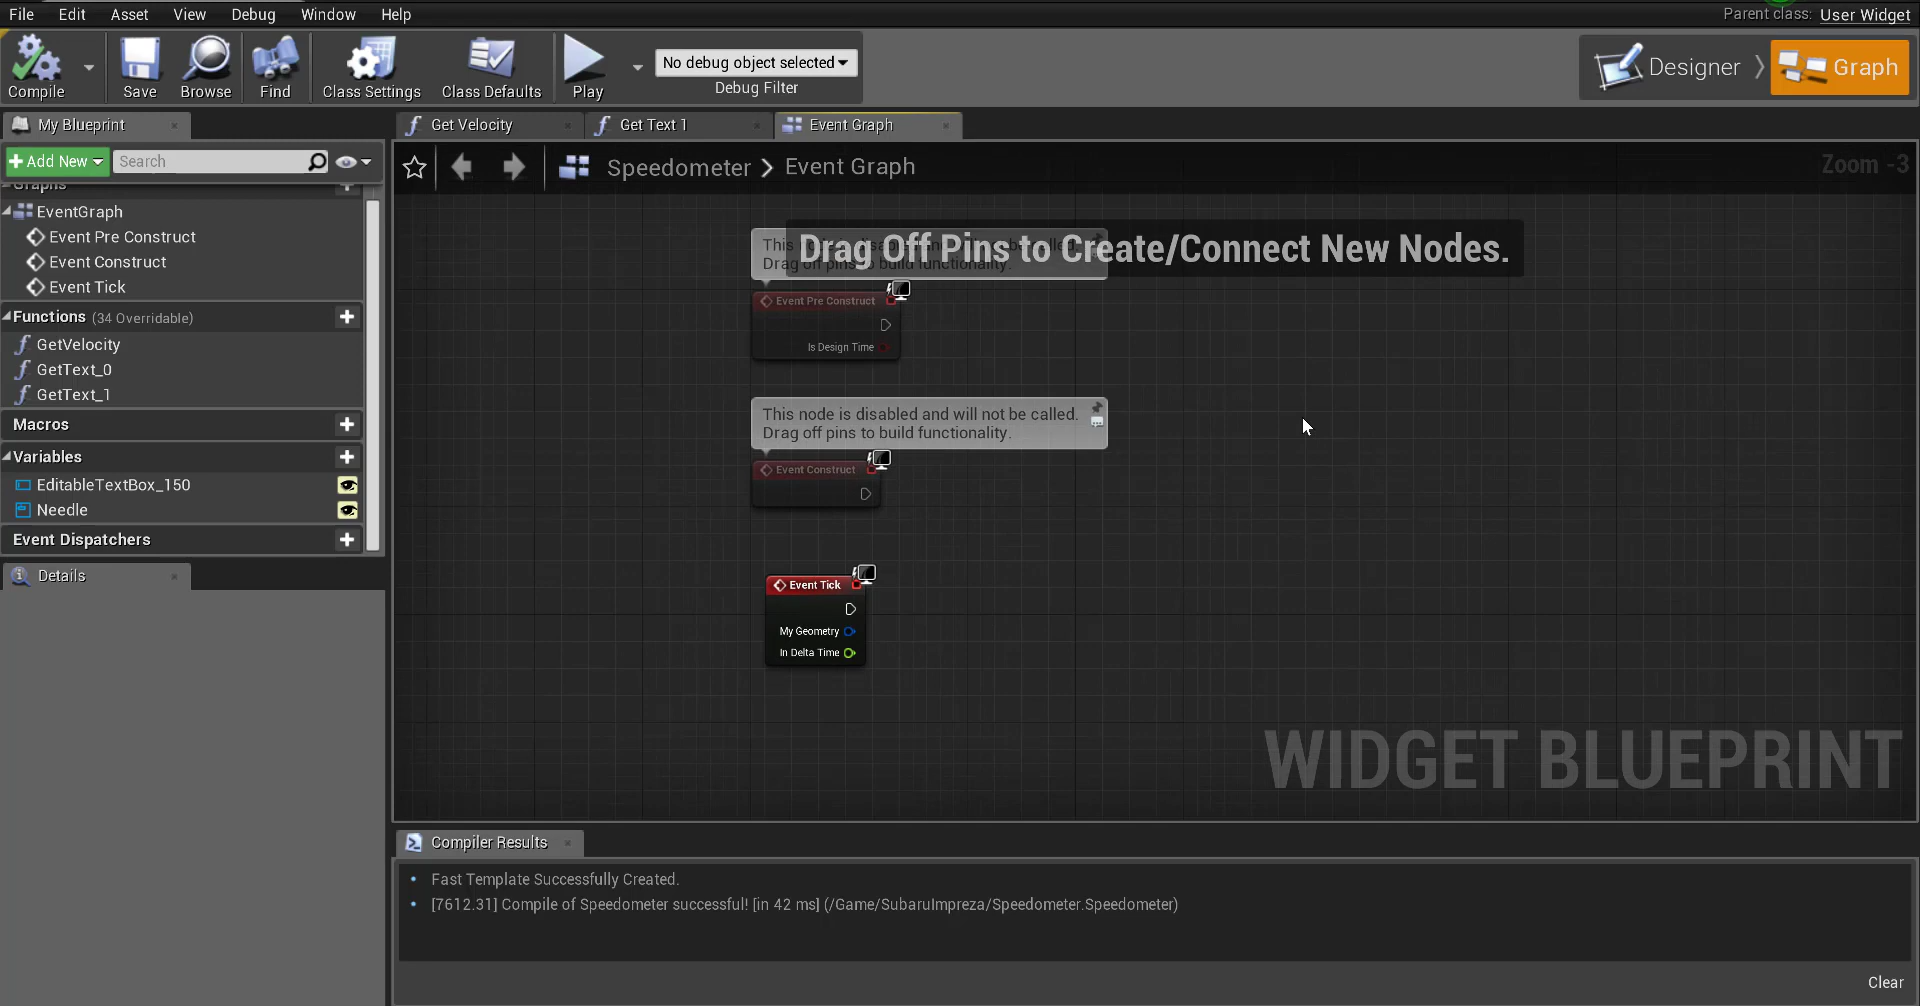 File Edit Asset View Debug Window Help
Parent class: User Widget
Compile Save Browse Find Class Settings Class Defaults Play
No debug object selected
Debug Filter
Designer Graph
My Blueprint
Get Velocity Get Text 1 Event Graph
Add New Search
Speedometer Event Graph
Zoom -3
Graphs
EventGraph
Event Pre Construct
Event Construct
Event Tick
Functions (34 Overridable)
GetVelocity
GetText_0
GetText_1
Macros
Variables
EditableTextBox_150
Needle
Event Dispatchers
Details
Drag Off Pins to Create/Connect New Nodes.
Event Pre Construct
Is Design Time
This node is disabled and will not be called.
Drag off pins to build functionality.
Event Construct
Event Tick
My Geometry
In Delta Time
WIDGET BLUEPRINT
Compiler Results
Fast Template Successfully Created.
[7612.31] Compile of Speedometer successful! [in 42 ms] (/Game/SubaruImpreza/Speedometer.Speedometer)
Clear